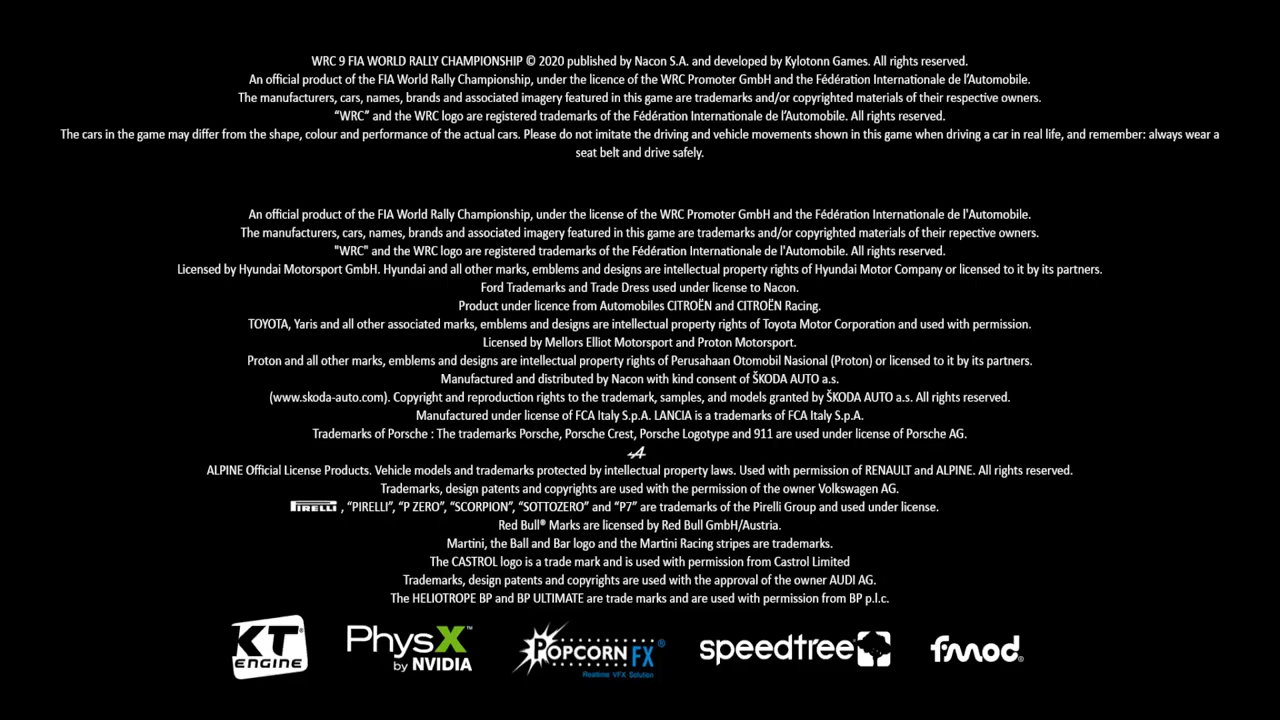 WRC 9 FIA WORLD RALLY CHAMPIONSHIP © 2020 published by Nacon S.A. and developed by Kylotonn Games. All rights reserved.
An official product of the FIA World Rally Championship, under the licence of the WRC Promoter GmbH and the Fédération Internationale de l’Automobile.
The manufacturers, cars, names, brands and associated imagery featured in this game are trademarks and/or copyrighted materials of their respective owners.
“WRC” and the WRC logo are registered trademarks of the Fédération Internationale de l’Automobile. All rights reserved.
The cars in the game may differ from the shape, colour and performance of the actual cars. Please do not imitate the driving and vehicle movements shown in this game when driving a car in real life, and remember: always wear a
seat belt and drive safely.
An official product of the FIA World Rally Championship, under the license of the WRC Promoter GmbH and the Fédération Internationale de l'Automobile.
The manufacturers, cars, names, brands and associated imagery featured in this game are trademarks and/or copyrighted materials of their repective owners.
"WRC" and the WRC logo are registered trademarks of the Fédération Internationale de l'Automobile. All rights reserved.
Licensed by Hyundai Motorsport GmbH. Hyundai and all other marks, emblems and designs are intellectual property rights of Hyundai Motor Company or licensed to it by its partners.
Ford Trademarks and Trade Dress used under license to Nacon.
Product under licence from Automobiles CITROËN and CITROËN Racing.
TOYOTA, Yaris and all other associated marks, emblems and designs are intellectual property rights of Toyota Motor Corporation and used with permission.
Licensed by Mellors Elliot Motorsport and Proton Motorsport.
Proton and all other marks, emblems and designs are intellectual property rights of Perusahaan Otomobil Nasional (Proton) or licensed to it by its partners.
Manufactured and distributed by Nacon with kind consent of ŠKODA AUTO a.s.
(www.skoda-auto.com). Copyright and reproduction rights to the trademark, samples, and models granted by ŠKODA AUTO a.s. All rights reserved.
Manufactured under license of FCA Italy S.p.A. LANCIA is a trademarks of FCA Italy S.p.A.
Trademarks of Porsche : The trademarks Porsche, Porsche Crest, Porsche Logotype and 911 are used under license of Porsche AG.
ALPINE Official License Products. Vehicle models and trademarks protected by intellectual property laws. Used with permission of RENAULT and ALPINE. All rights reserved.
Trademarks, design patents and copyrights are used with the permission of the owner Volkswagen AG.
PIRELLI , “PIRELLI”, “P ZERO”, “SCORPION”, “SOTTOZERO” and “P7” are trademarks of the Pirelli Group and used under license.
Red Bull® Marks are licensed by Red Bull GmbH/Austria.
Martini, the Ball and Bar logo and the Martini Racing stripes are trademarks.
The CASTROL logo is a trade mark and is used with permission from Castrol Limited
Trademarks, design patents and copyrights are used with the approval of the owner AUDI AG.
The HELIOTROPE BP and BP ULTIMATE are trade marks and are used with permission from BP p.l.c.
KT ENGINE®
PhysX™
by NVIDIA
POPCORN FX®
Realtime VFX Solution
speedtree
fmod®